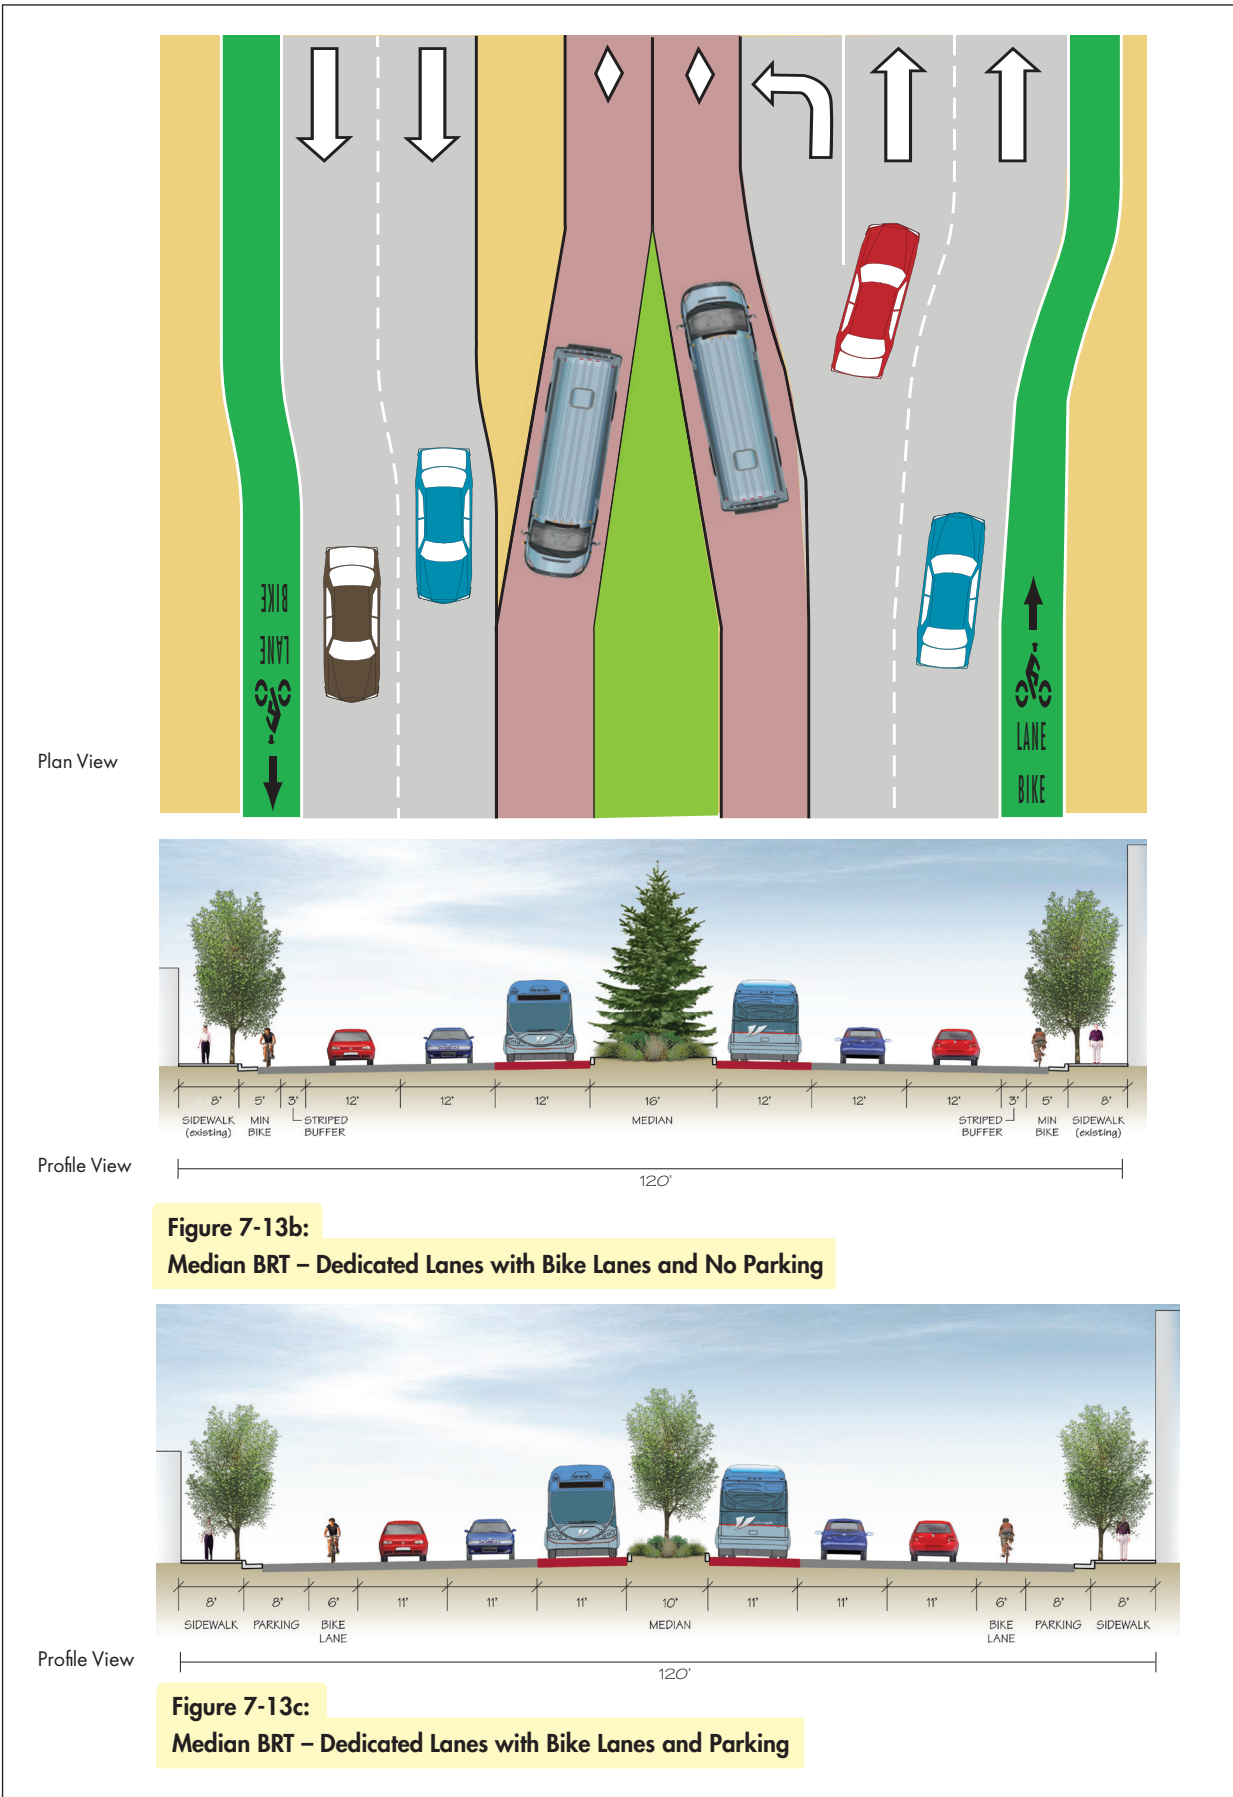 BIKE
LANE
LANE
BIKE
Plan View
8' 5' 3' 12' 12' 12' 16' 12' 12' 12' 3' 5' 8'
SIDEWALK (existing) MIN BIKE STRIPED BUFFER MEDIAN STRIPED BUFFER MIN BIKE SIDEWALK (existing)
Profile View
120'
Figure 7-13b:
Median BRT – Dedicated Lanes with Bike Lanes and No Parking
8' 8' 6' 11' 11' 11' 10' 11' 11' 11' 6' 8' 8'
SIDEWALK PARKING BIKE LANE MEDIAN BIKE LANE PARKING SIDEWALK
Profile View
120'
Figure 7-13c:
Median BRT – Dedicated Lanes with Bike Lanes and Parking